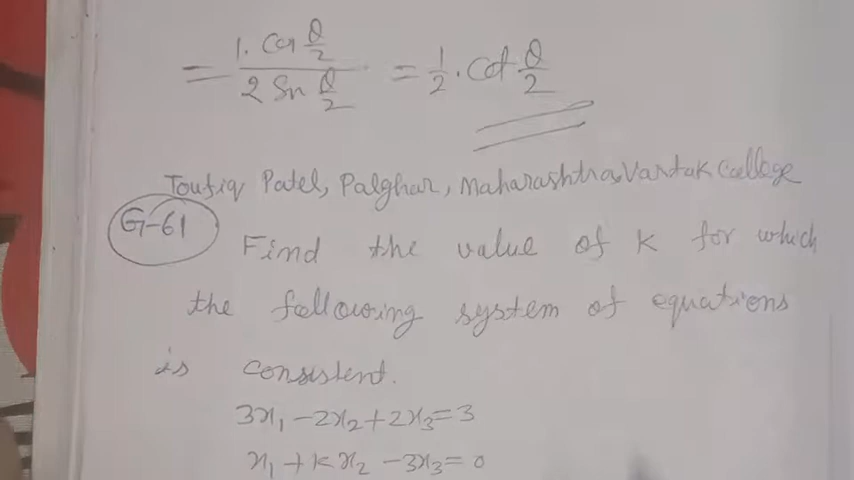 = 1. Cos θ/2 / 2 Sn θ/2 = 1/2 . Cot θ/2
Toufiq Patel, Palghar, Maharashtra, Vartak College
G-61
Find the value of K for which
the following system of equations
is consistent.
3x₁ - 2x₂ + 2x₃ = 3
x₁ + Kx₂ - 3x₃ = 0